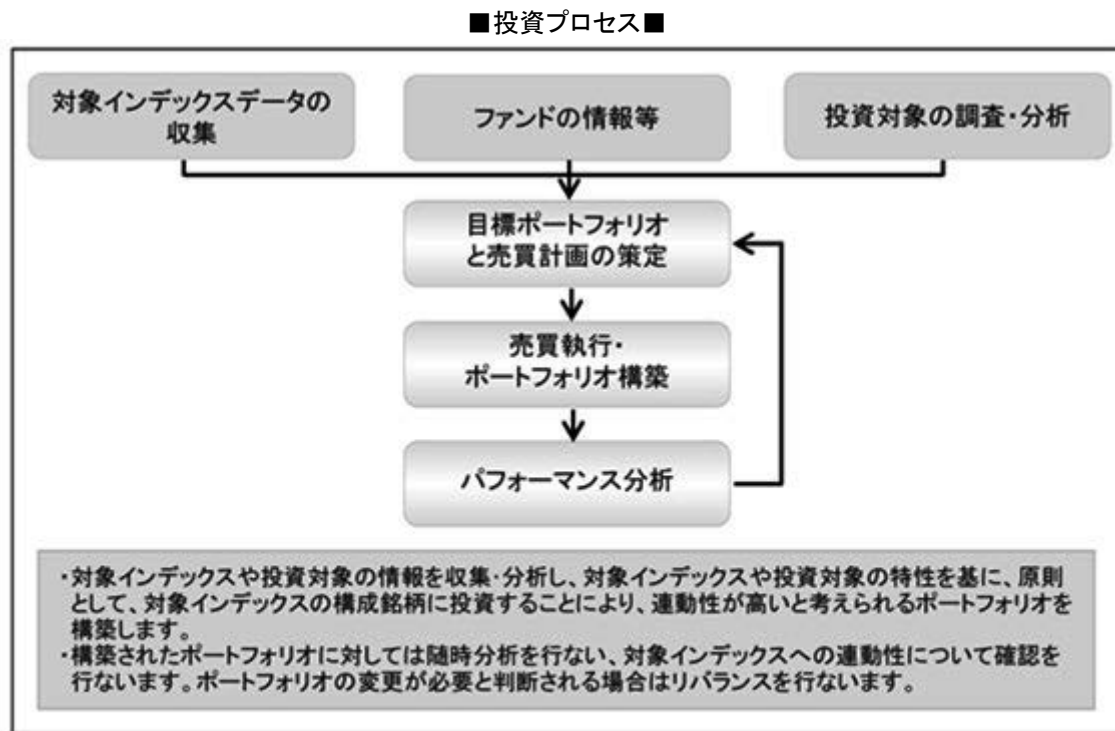 ■投資プロセス■
対象インデックスデータの
収集
ファンドの情報等
投資対象の調査・分析
目標ポートフォリオ
と売買計画の策定
売買執行・
ポートフォリオ構築
パフォーマンス分析
・対象インデックスや投資対象の情報を収集・分析し、対象インデックスや投資対象の特性を基に、原則
として、対象インデックスの構成銘柄に投資することにより、連動性が高いと考えられるポートフォリオを
構築します。
・構築されたポートフォリオに対しては随時分析を行ない、対象インデックスへの連動性について確認を
行ないます。ポートフォリオの変更が必要と判断される場合はリバランスを行ないます。